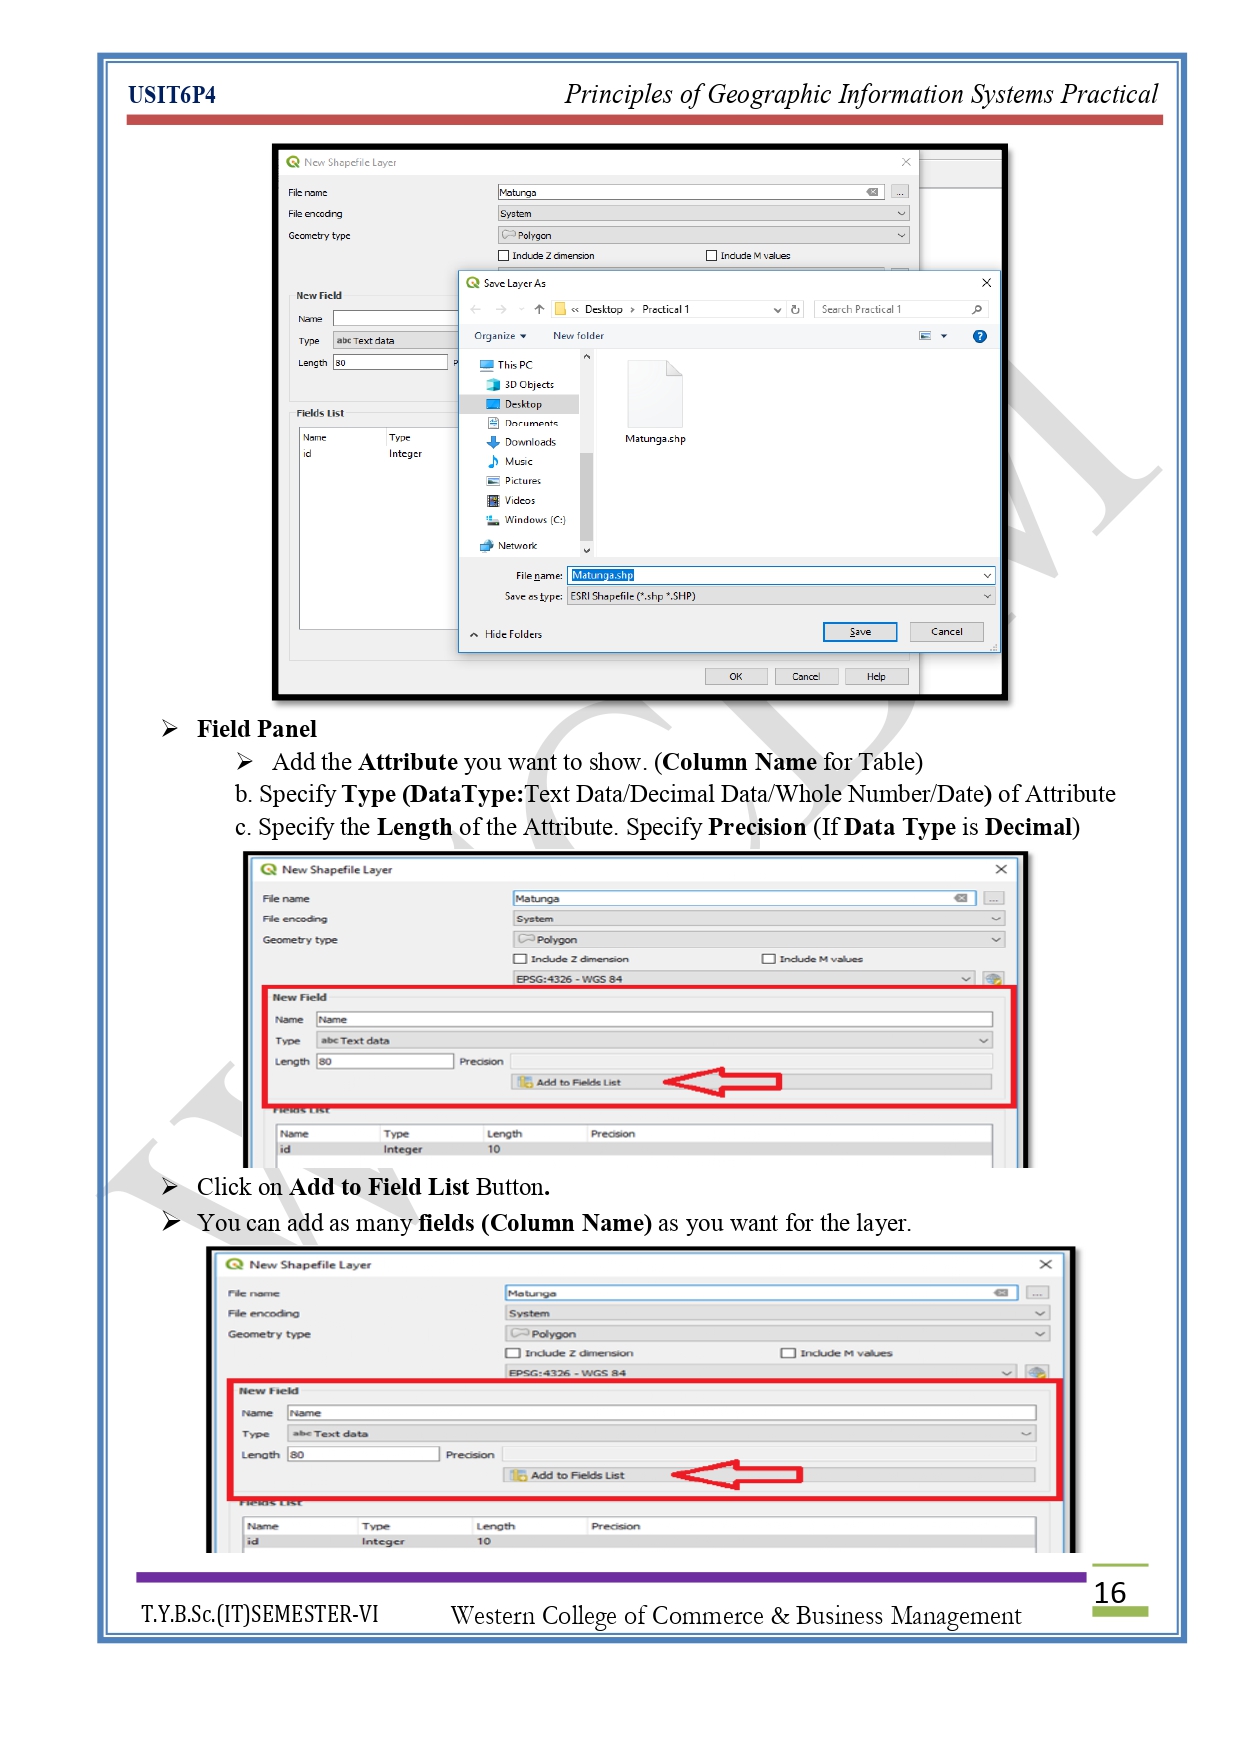 USIT6P4 Principles of Geographic Information Systems Practical
New Shapefile Layer
File name Matunga ...
File encoding System
Geometry type Polygon
Include Z dimension Include M values
Save Layer As
New Field
« Desktop › Practical 1 Search Practical 1
Name
Organize New folder
Type abc Text data
Length 80 P
This PC
3D Objects
Desktop
Documents
Downloads
Music
Pictures
Videos
Windows (C:)
Network
Matunga.shp
Fields List
Name Type
id Integer
File name: Matunga.shp
Save as type: ESRI Shapefile (*.shp *.SHP)
Hide Folders Save Cancel
OK Cancel Help
➢ Field Panel
➢ Add the Attribute you want to show. (Column Name for Table)
b. Specify Type (DataType:Text Data/Decimal Data/Whole Number/Date) of Attribute
c. Specify the Length of the Attribute. Specify Precision (If Data Type is Decimal)
New Shapefile Layer
File name Matunga ...
File encoding System
Geometry type Polygon
Include Z dimension Include M values
EPSG:4326 - WGS 84
New Field
Name Name
Type abc Text data
Length 80 Precision
Add to Fields List
Fields List
Name Type Length Precision
id Integer 10
➢ Click on Add to Field List Button.
➢ You can add as many fields (Column Name) as you want for the layer.
New Shapefile Layer
File name Matunga ...
File encoding System
Geometry type Polygon
Include Z dimension Include M values
EPSG:4326 - WGS 84
New Field
Name Name
Type abc Text data
Length 80 Precision
Add to Fields List
Fields List
Name Type Length Precision
id Integer 10
16
T.Y.B.Sc.(IT)SEMESTER-VI Western College of Commerce & Business Management